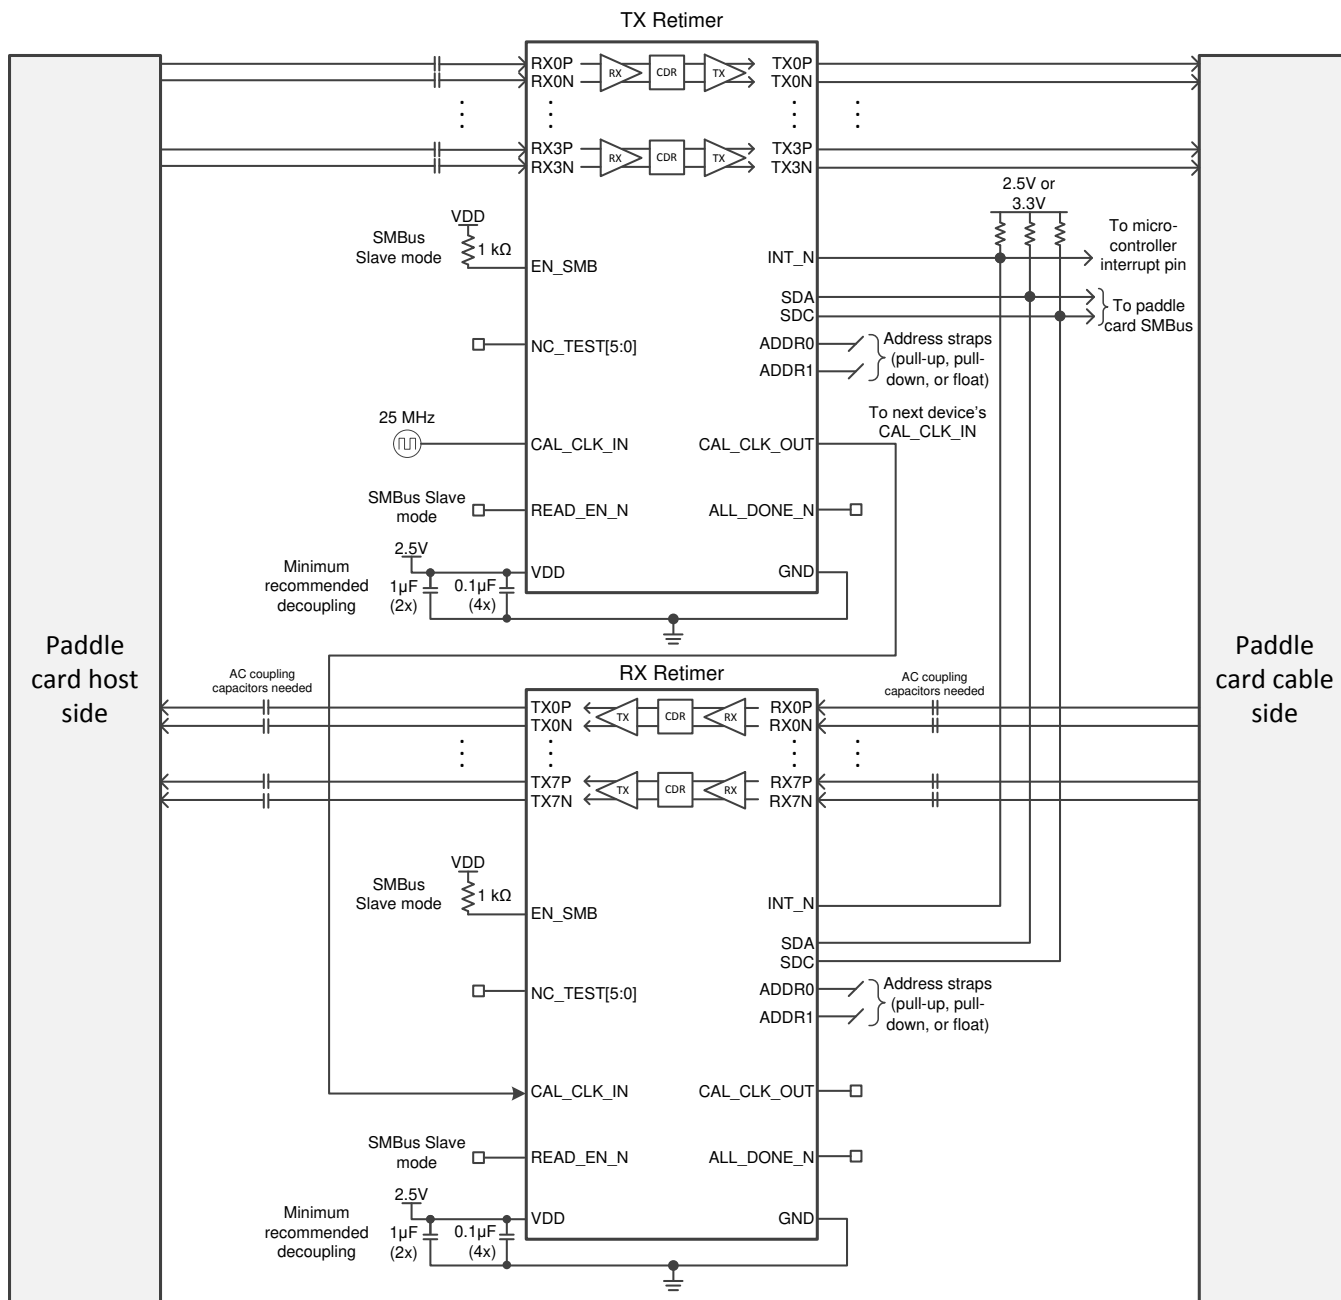 TX Retimer
RX0P
RX0N
RX
CDR
TX
TX0P
TX0N
RX3P
RX3N
RX
CDR
TX
TX3P
TX3N
2.5V or
3.3V
VDD
SMBus
Slave mode
1 kΩ
EN_SMB
INT_N
To micro-
controller
interrupt pin
SDA
SDC
To paddle
card SMBus
NC_TEST[5:0]
ADDR0
ADDR1
Address straps
(pull-up, pull-
down, or float)
25 MHz
CAL_CLK_IN
CAL_CLK_OUT
To next device's
CAL_CLK_IN
SMBus Slave
mode
READ_EN_N
ALL_DONE_N
2.5V
Minimum
recommended
decoupling
1µF
(2x)
0.1µF
(4x)
VDD
GND
Paddle
card host
side
Paddle
card cable
side
RX Retimer
AC coupling
capacitors needed
AC coupling
capacitors needed
TX0P
TX0N
TX
CDR
RX
RX0P
RX0N
TX7P
TX7N
TX
CDR
RX
RX7P
RX7N
VDD
SMBus
Slave mode
1 kΩ
EN_SMB
INT_N
SDA
SDC
NC_TEST[5:0]
ADDR0
ADDR1
Address straps
(pull-up, pull-
down, or float)
CAL_CLK_IN
CAL_CLK_OUT
SMBus Slave
mode
READ_EN_N
ALL_DONE_N
2.5V
Minimum
recommended
decoupling
1µF
(2x)
0.1µF
(4x)
VDD
GND